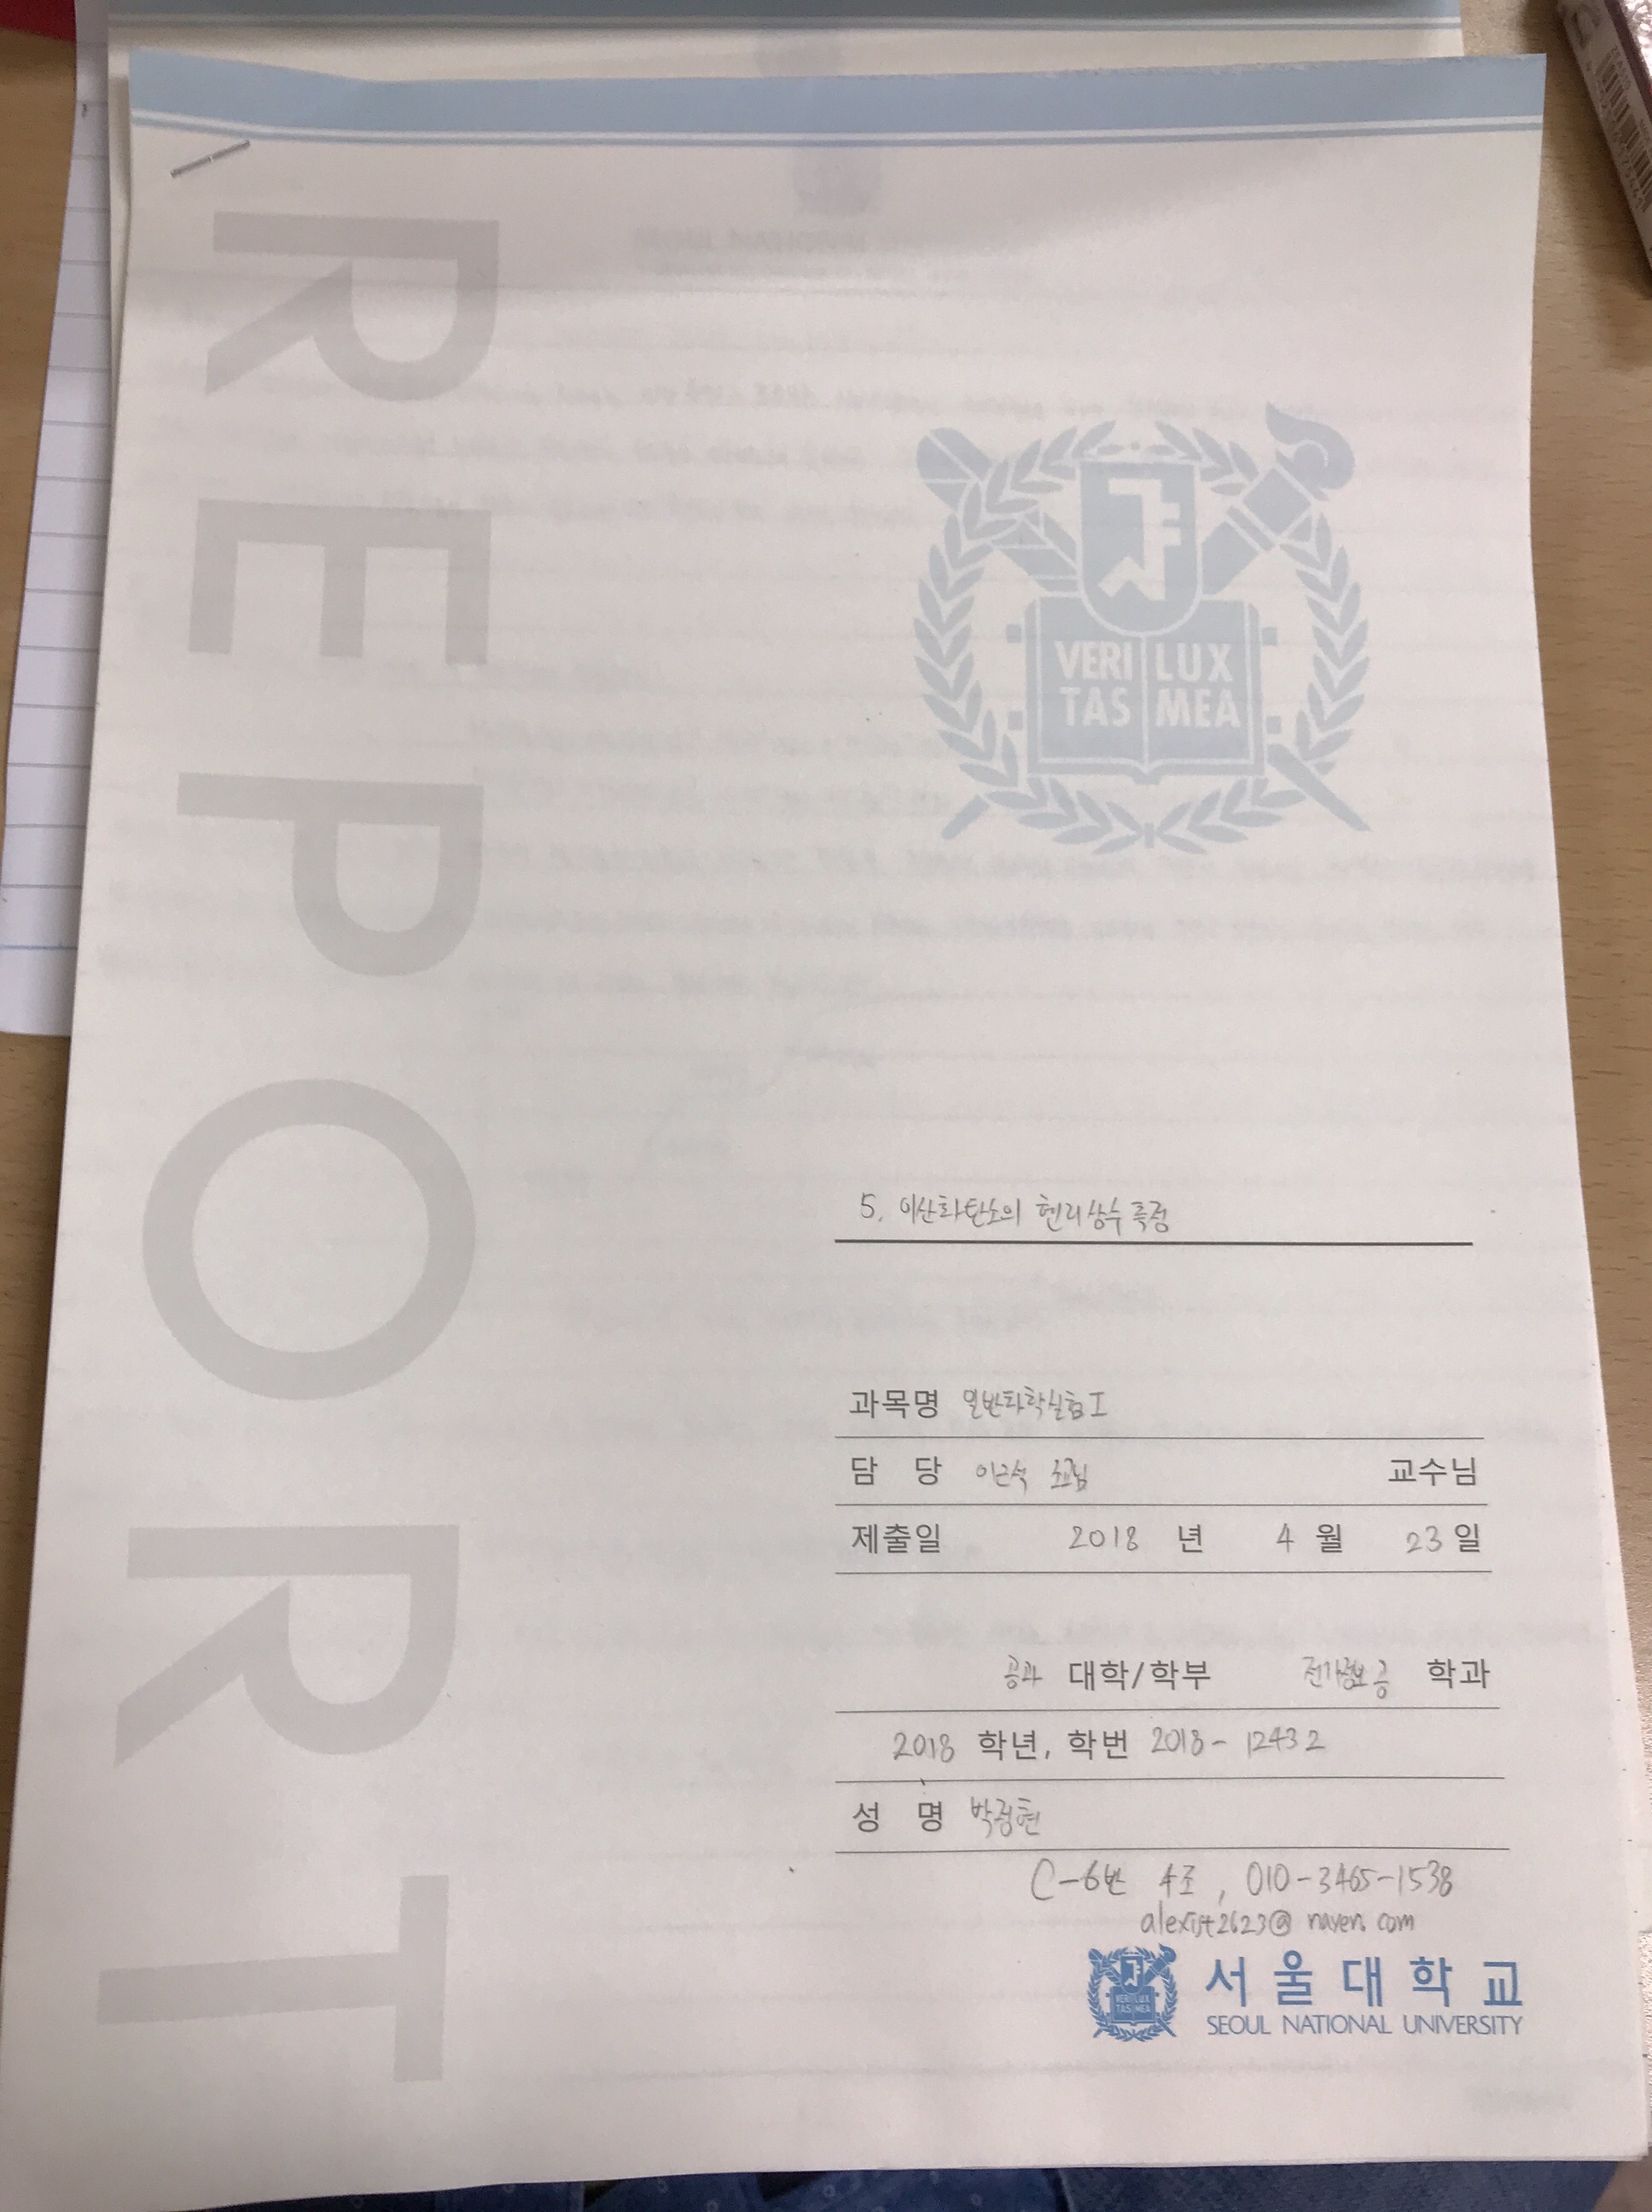 REPORT
VERI LUX
TAS MEA
5. 이산화탄소의 헨리상수 측정
과목명 일반화학실험 I
담 당 이근석 조교님 교수님
제출일 2018 년 4 월 23 일
공과 대학/학부 전기정보공 학과
2018 학년, 학번 2018-12432
성 명 박정현
C-6반 4조, 010-3465-1538
@naver.com
VERI LUX
TAS MEA
서울대학교
SEOUL NATIONAL UNIVERSITY